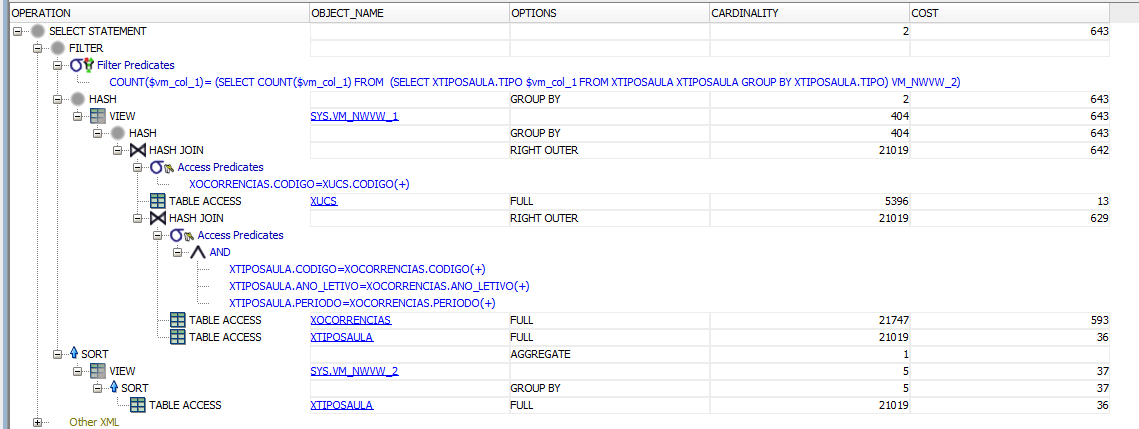 OPERATION OBJECT_NAME OPTIONS CARDINALITY COST
SELECT STATEMENT 2 643
FILTER
Filter Predicates
COUNT($vm_col_1)= (SELECT COUNT($vm_col_1) FROM (SELECT XTIPOSAULA.TIPO $vm_col_1 FROM XTIPOSAULA XTIPOSAULA GROUP BY XTIPOSAULA.TIPO) VM_NWVW_2)
HASH GROUP BY 2 643
VIEW SYS.VM_NWVW_1 404 643
HASH GROUP BY 404 643
HASH JOIN RIGHT OUTER 21019 642
Access Predicates
XOCORRENCIAS.CODIGO=XUCS.CODIGO(+)
TABLE ACCESS XUCS FULL 5396 13
HASH JOIN RIGHT OUTER 21019 629
Access Predicates
AND
XTIPOSAULA.CODIGO=XOCORRENCIAS.CODIGO(+)
XTIPOSAULA.ANO_LETIVO=XOCORRENCIAS.ANO_LETIVO(+)
XTIPOSAULA.PERIODO=XOCORRENCIAS.PERIODO(+)
TABLE ACCESS XOCORRENCIAS FULL 21747 593
TABLE ACCESS XTIPOSAULA FULL 21019 36
SORT AGGREGATE 1
VIEW SYS.VM_NWVW_2 5 37
SORT GROUP BY 5 37
TABLE ACCESS XTIPOSAULA FULL 21019 36
Other XML